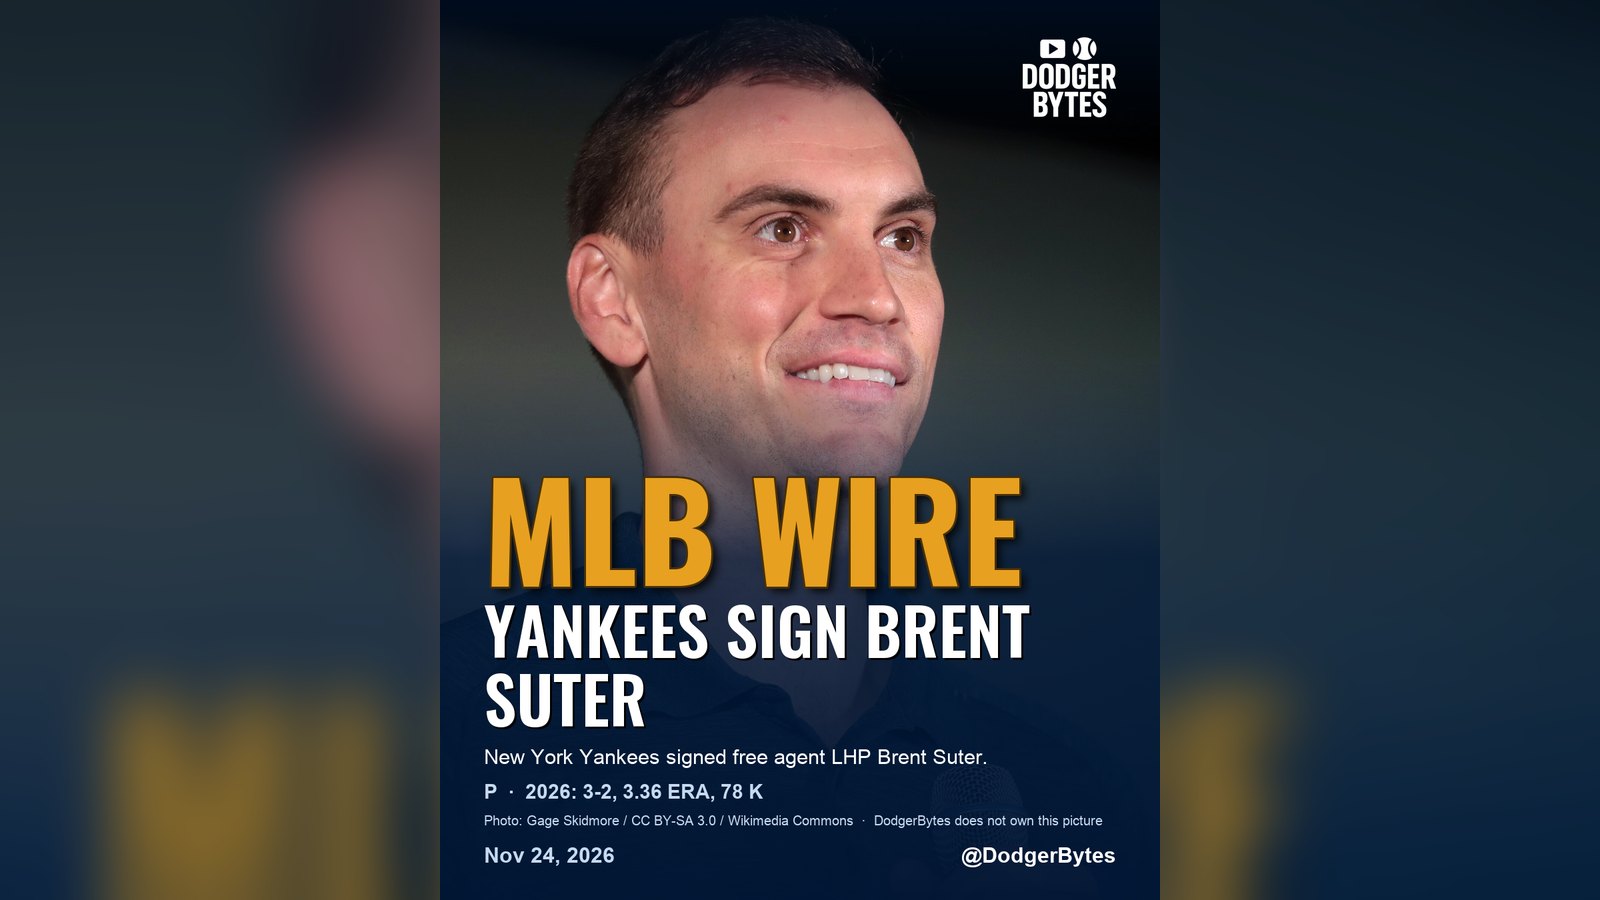 DODGER
BYTES
MLB WIRE
YANKEES SIGN BRENT
SUTER
New York Yankees signed free agent LHP Brent Suter.
P · 2026: 3-2, 3.36 ERA, 78 K
Photo: Gage Skidmore / CC BY-SA 3.0 / Wikimedia Commons · DodgerBytes does not own this picture
Nov 24, 2026
@DodgerBytes